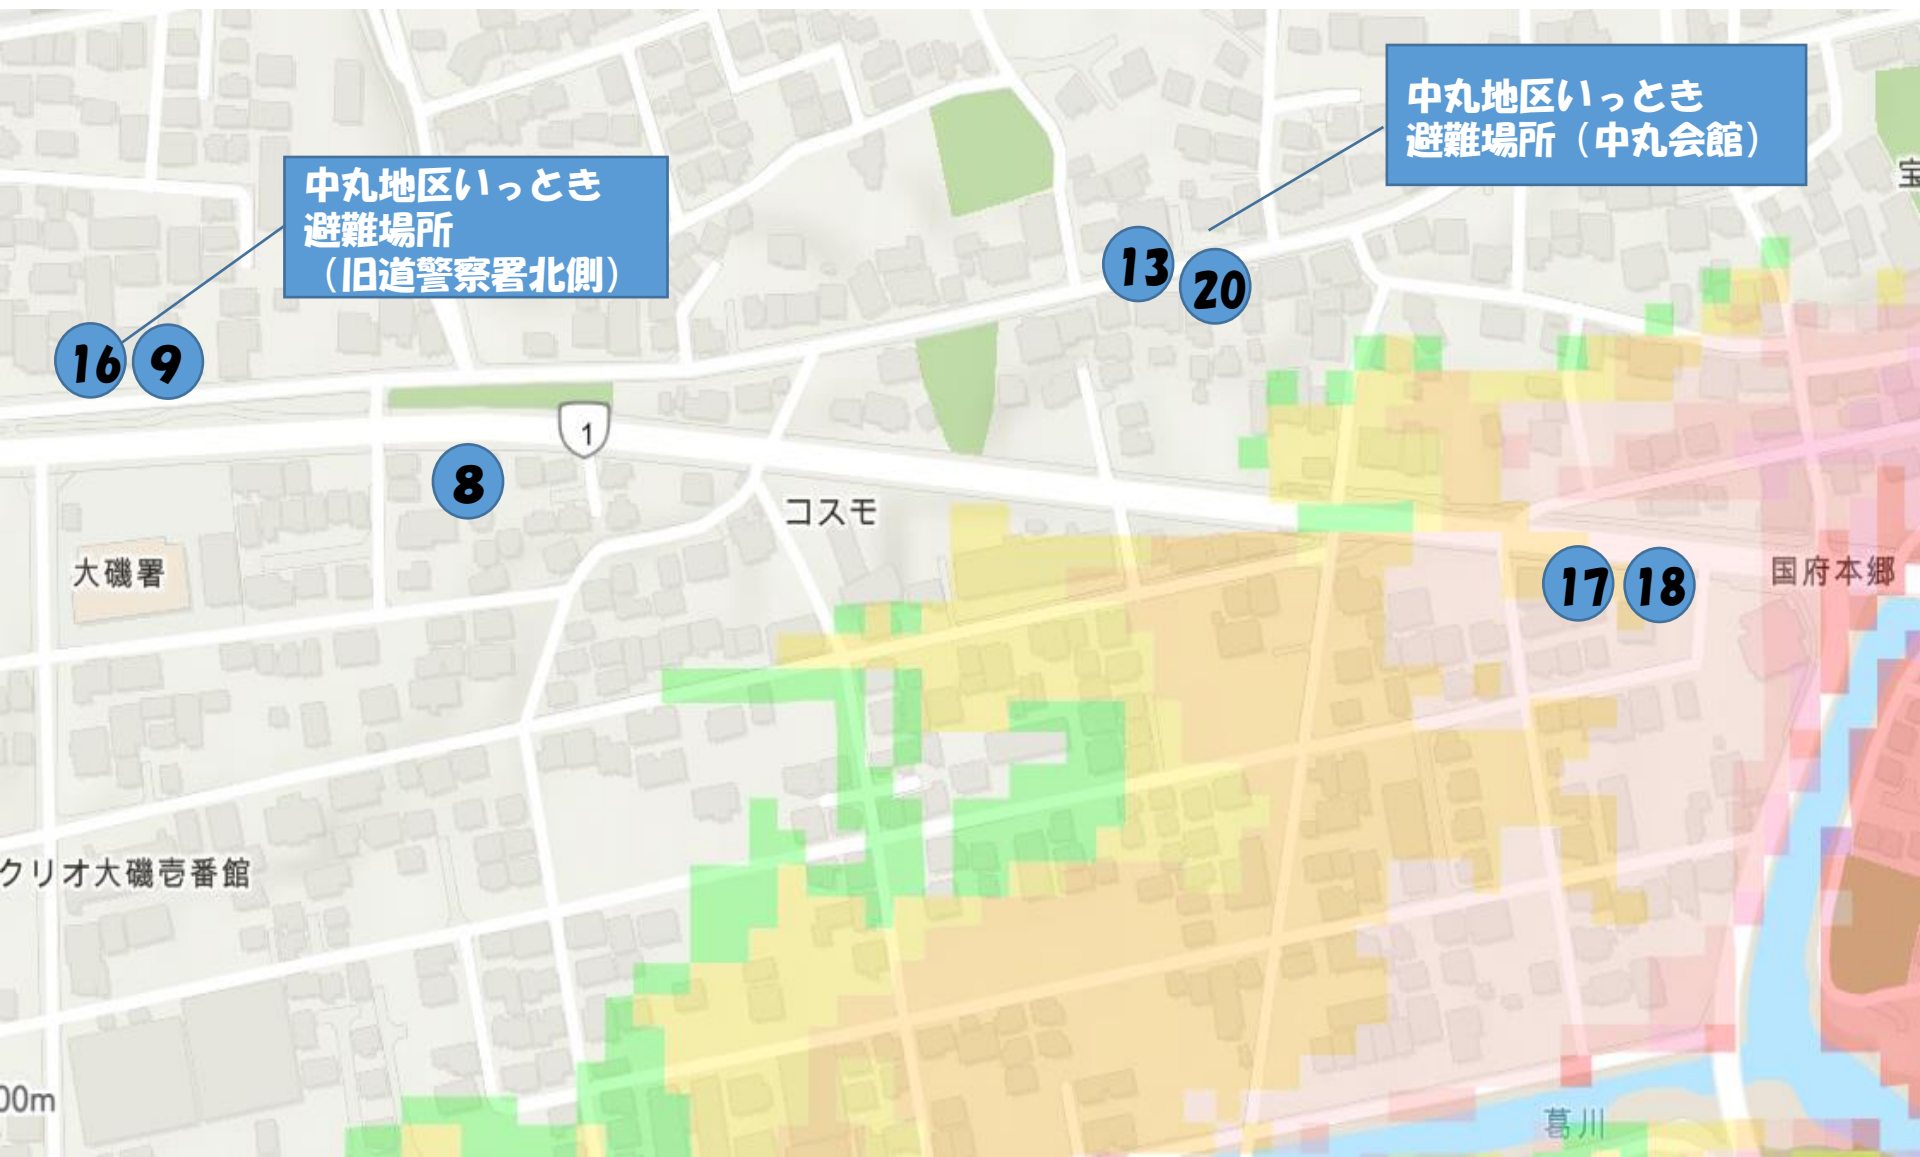 中丸地区いっとき
避難場所（中丸会館）
宝
中丸地区いっとき
避難場所
（旧道警察署北側）
13
20
16
9
1
8
コスモ
大磯署
17
18
国府本郷
クリオ大磯壱番館
00m
葛川